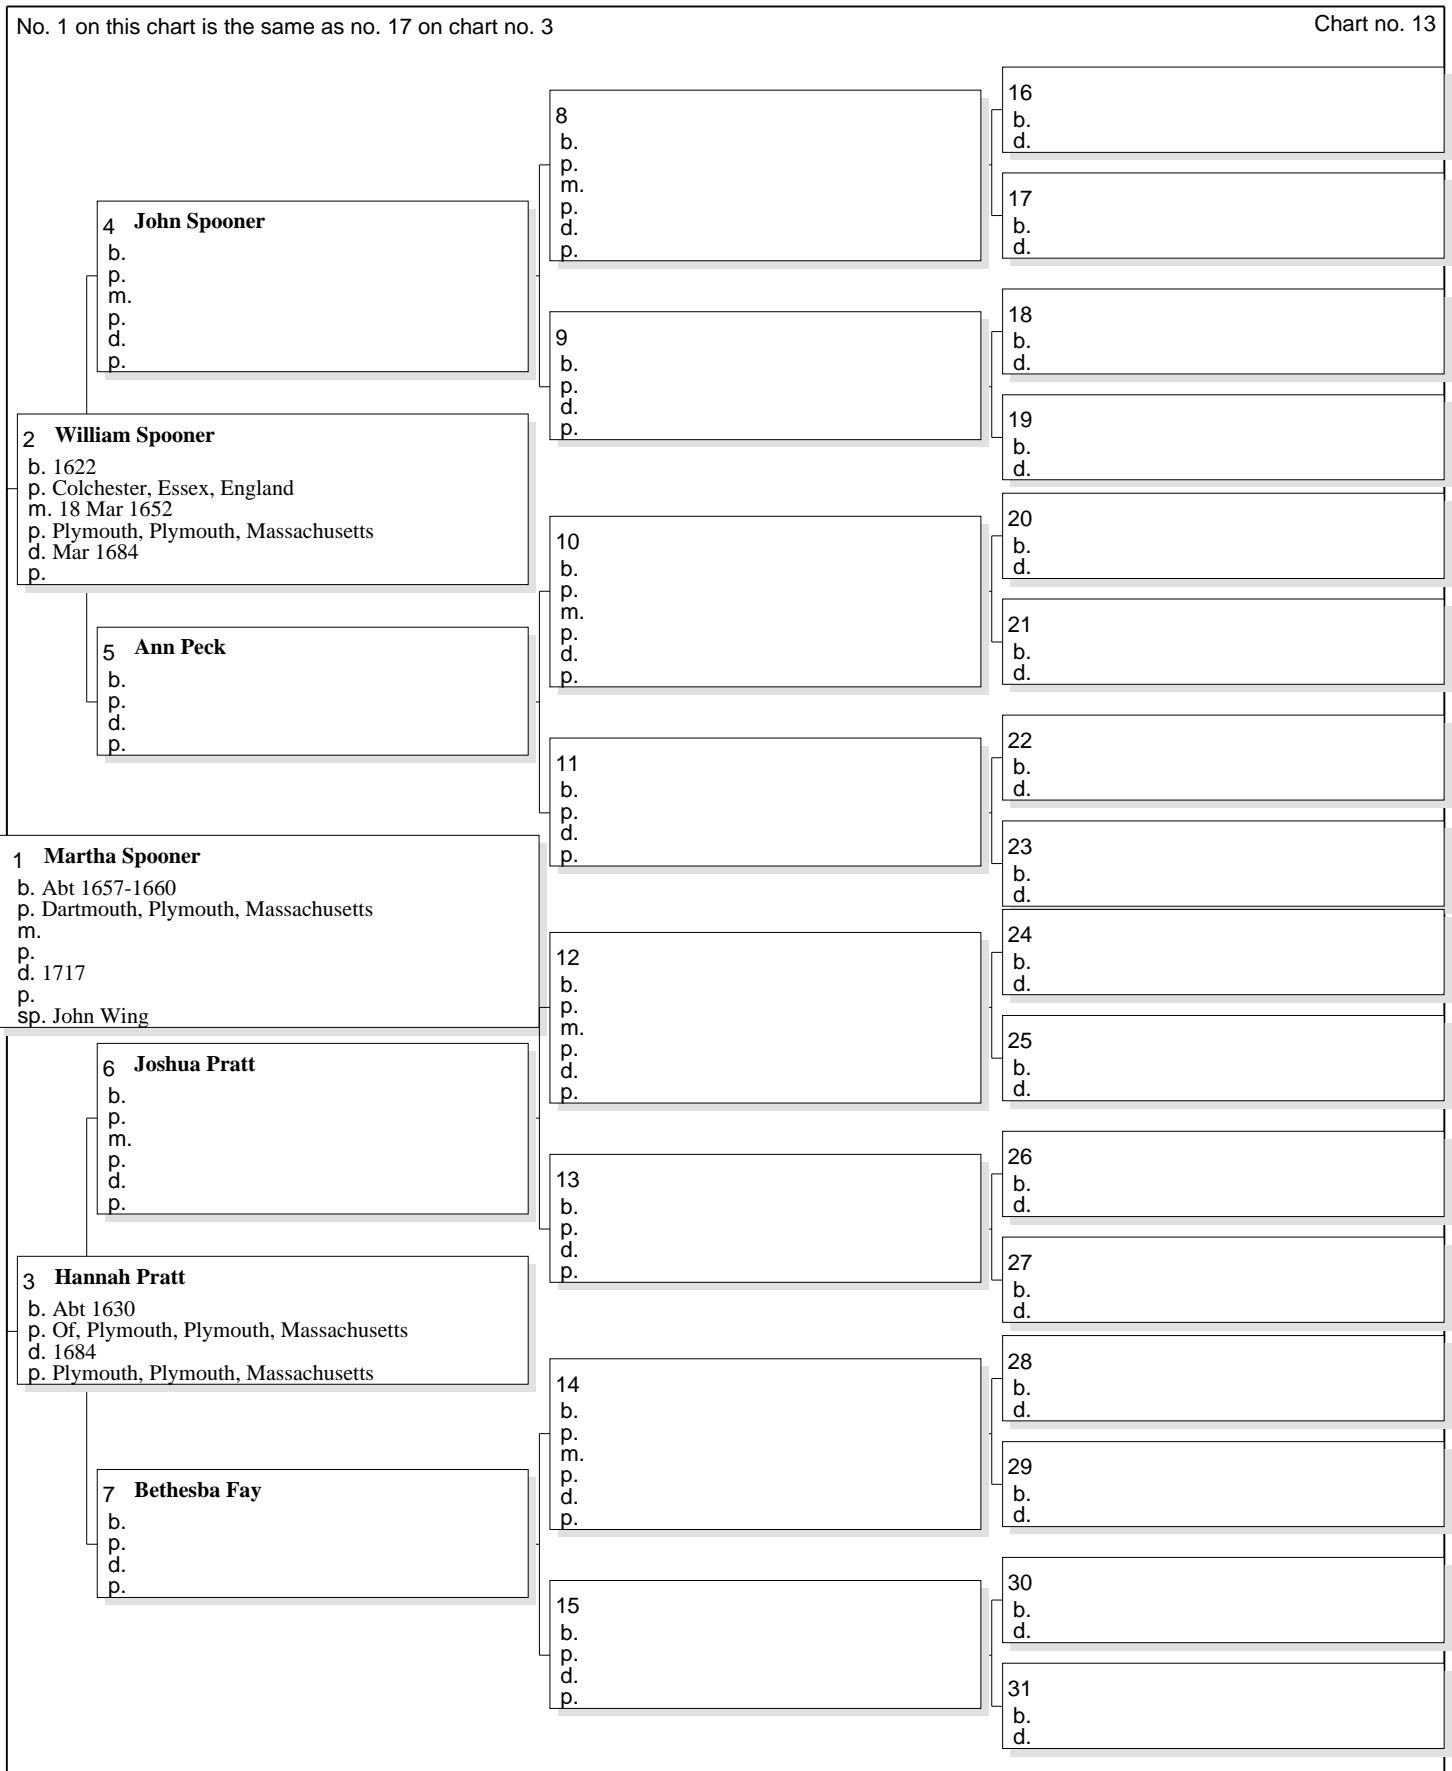 No. 1 on this chart is the same as no. 17 on chart no. 3
Chart no. 13
4 John Spooner
b.
p.
m.
p.
d.
p.
2 William Spooner
b. 1622
p. Colchester, Essex, England
m. 18 Mar 1652
p. Plymouth, Plymouth, Massachusetts
d. Mar 1684
p.
5 Ann Peck
b.
p.
d.
p.
1 Martha Spooner
b. Abt 1657-1660
p. Dartmouth, Plymouth, Massachusetts
m.
p.
d. 1717
p.
sp. John Wing
6 Joshua Pratt
b.
p.
m.
p.
d.
p.
3 Hannah Pratt
b. Abt 1630
p. Of, Plymouth, Plymouth, Massachusetts
d. 1684
p. Plymouth, Plymouth, Massachusetts
7 Bethesba Fay
b.
p.
d.
p.
8
b.
p.
m.
p.
d.
p.
9
b.
p.
d.
p.
10
b.
p.
m.
p.
d.
p.
11
b.
p.
d.
p.
12
b.
p.
m.
p.
d.
p.
13
b.
p.
d.
p.
14
b.
p.
m.
p.
d.
p.
15
b.
p.
d.
p.
16
b.
d.
17
b.
d.
18
b.
d.
19
b.
d.
20
b.
d.
21
b.
d.
22
b.
d.
23
b.
d.
24
b.
d.
25
b.
d.
26
b.
d.
27
b.
d.
28
b.
d.
29
b.
d.
30
b.
d.
31
b.
d.